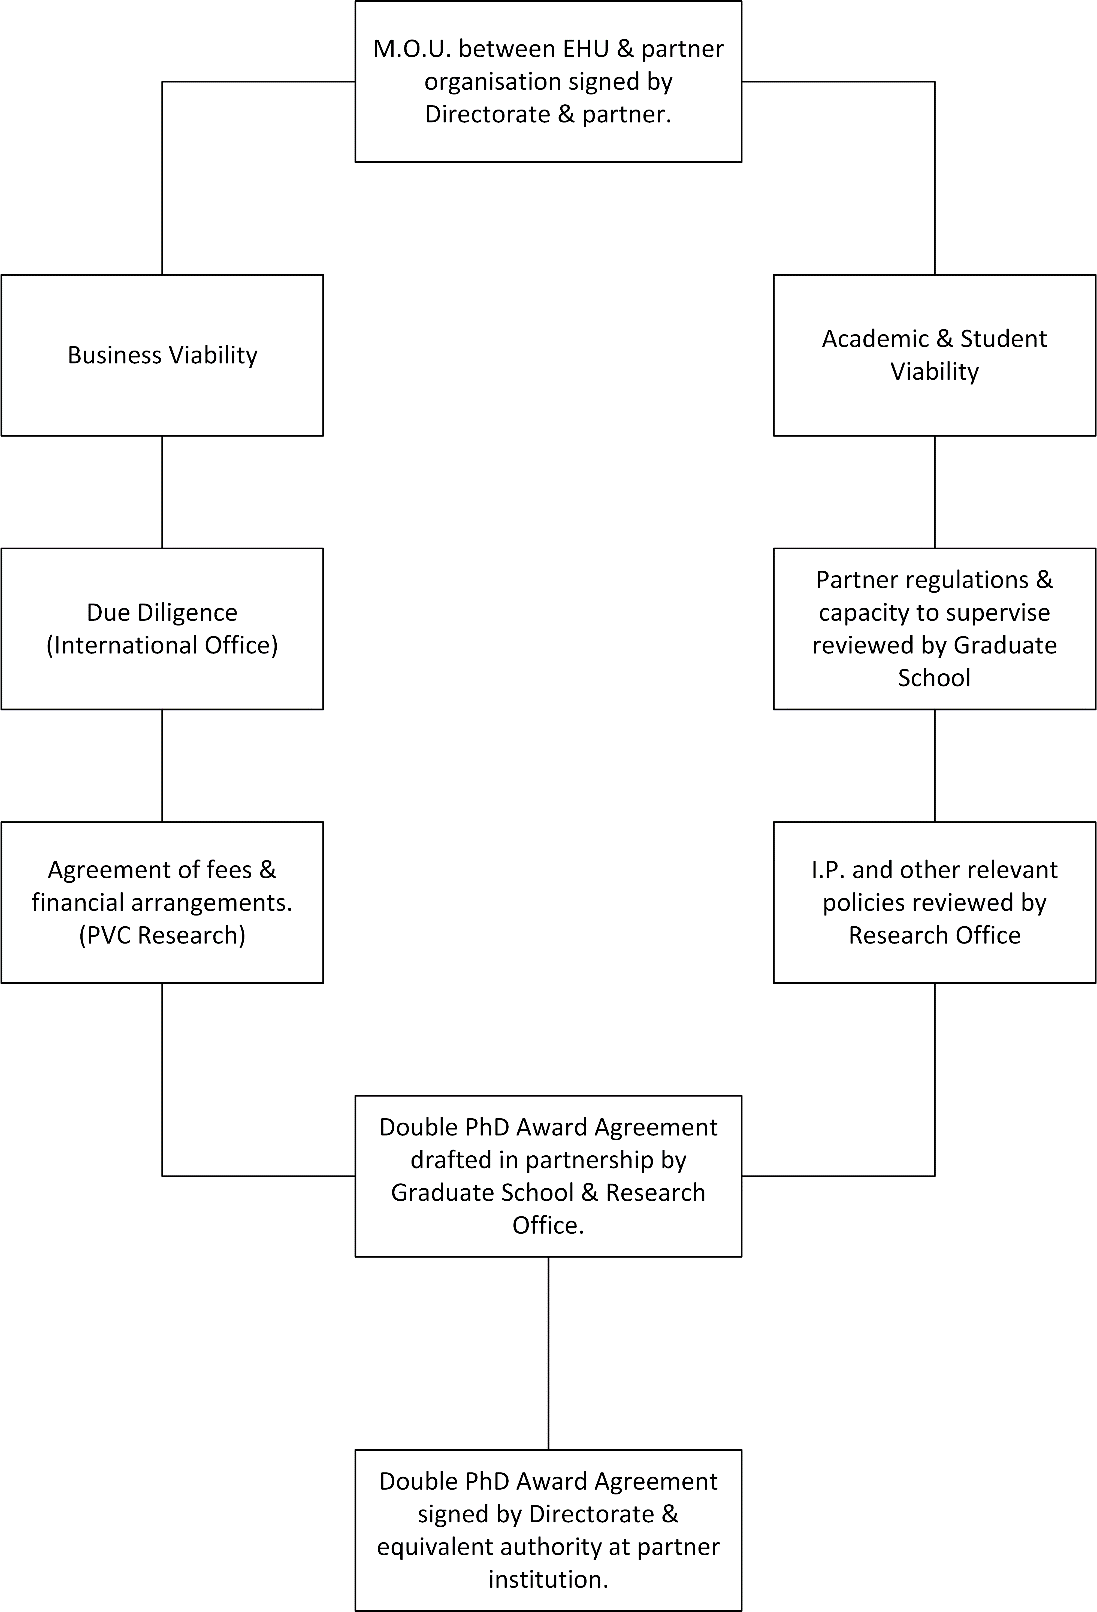 M.O.U. between EHU & partner
organisation signed by
Directorate & partner.
Business Viability
Academic & Student
Viability
Due Diligence
(International Office)
Partner regulations &
capacity to supervise
reviewed by Graduate
School
Agreement of fees &
financial arrangements.
(PVC Research)
I.P. and other relevant
policies reviewed by
Research Office
Double PhD Award Agreement
drafted in partnership by
Graduate School & Research
Office.
Double PhD Award Agreement
signed by Directorate &
equivalent authority at partner
institution.